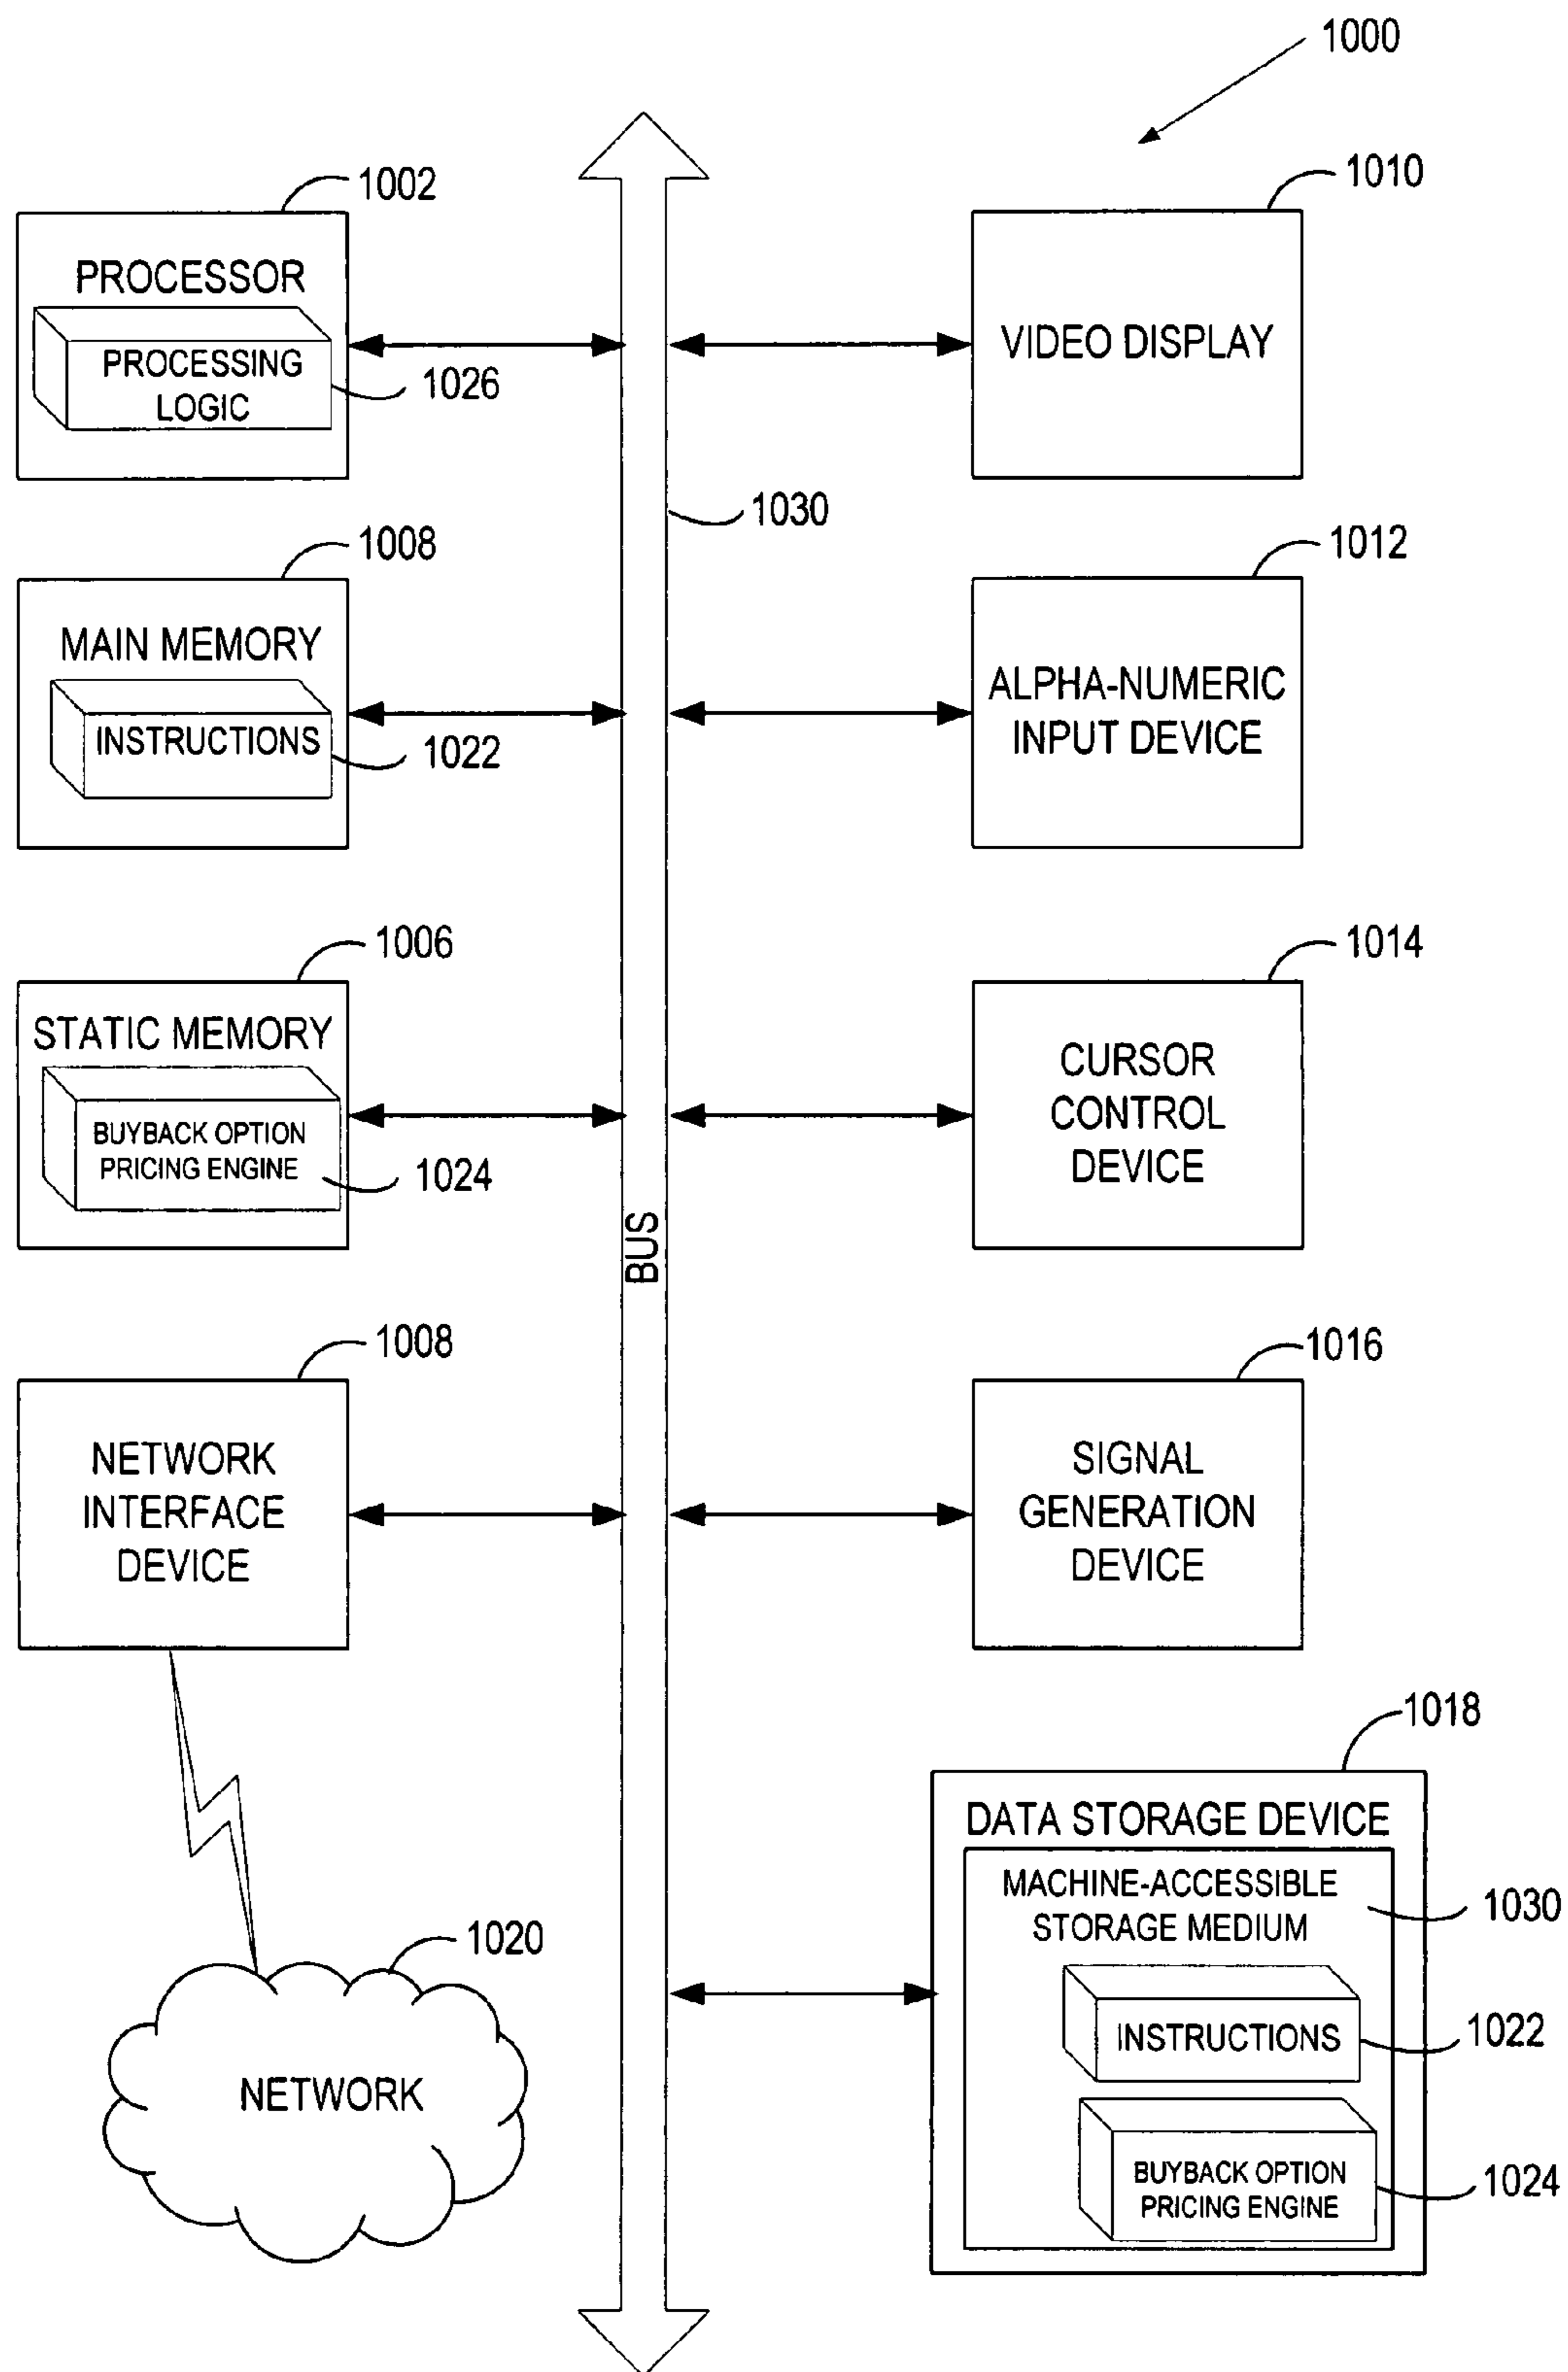 1000
1002
PROCESSOR
PROCESSING
LOGIC
1026
1010
VIDEO DISPLAY
1030
1008
MAIN MEMORY
INSTRUCTIONS
1022
1012
ALPHA-NUMERIC
INPUT DEVICE
1006
STATIC MEMORY
BUYBACK OPTION
PRICING ENGINE
1024
1014
CURSOR
CONTROL
DEVICE
BUS
1008
NETWORK
INTERFACE
DEVICE
1016
SIGNAL
GENERATION
DEVICE
1018
DATA STORAGE DEVICE
MACHINE-ACCESSIBLE
STORAGE MEDIUM
1030
INSTRUCTIONS
1022
BUYBACK OPTION
PRICING ENGINE
1024
1020
NETWORK